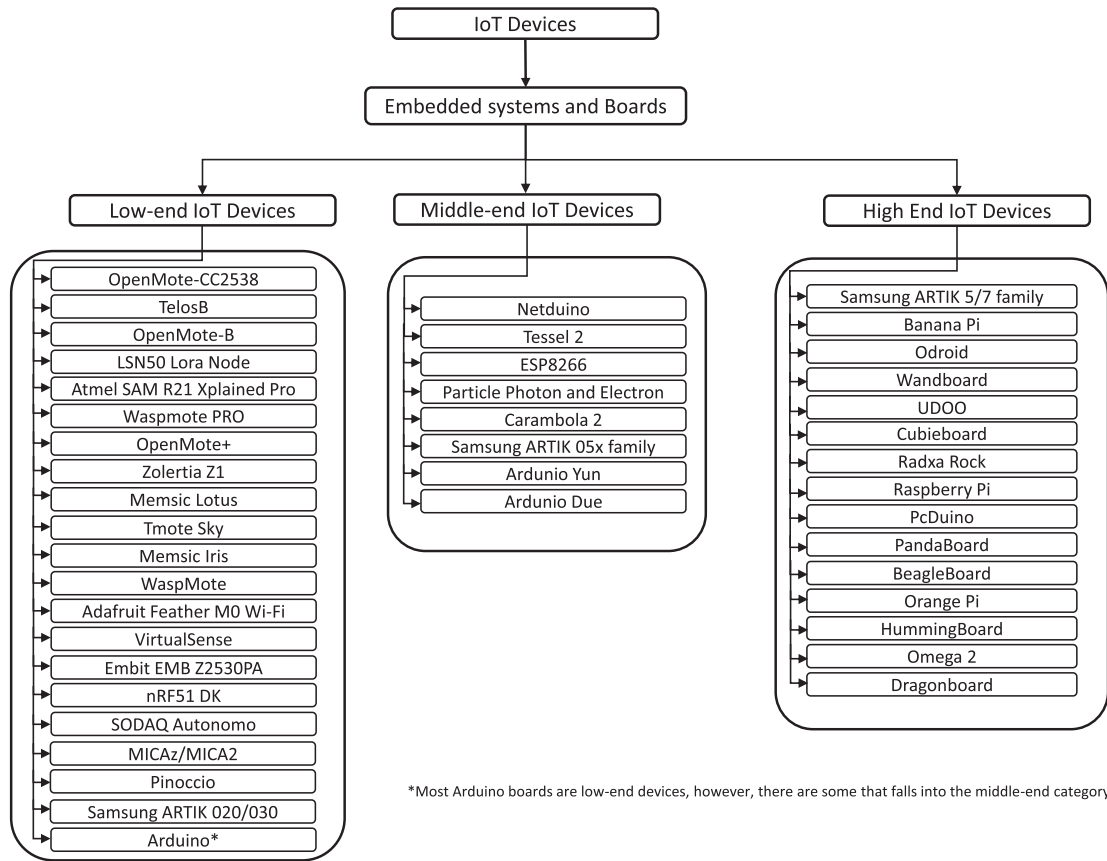 IoT Devices
Embedded systems and Boards
Low-end IoT Devices
OpenMote-CC2538
TelosB
OpenMote-B
LSN50 Lora Node
Atmel SAM R21 Xplained Pro
Waspmote PRO
OpenMote+
Zolertia Z1
Memsic Lotus
Tmote Sky
Memsic Iris
WaspMote
Adafruit Feather M0 Wi-Fi
VirtualSense
Embit EMB Z2530PA
nRF51 DK
SODAQ Autonomo
MICAz/MICA2
Pinoccio
Samsung ARTIK 020/030
Arduino*
Middle-end IoT Devices
Netduino
Tessel 2
ESP8266
Particle Photon and Electron
Carambola 2
Samsung ARTIK 05x family
Ardunio Yun
Ardunio Due
High End IoT Devices
Samsung ARTIK 5/7 family
Banana Pi
Odroid
Wandboard
UDOO
Cubieboard
Radxa Rock
Raspberry Pi
PcDuino
PandaBoard
BeagleBoard
Orange Pi
HummingBoard
Omega 2
Dragonboard
*Most Arduino boards are low-end devices, however, there are some that falls into the middle-end category